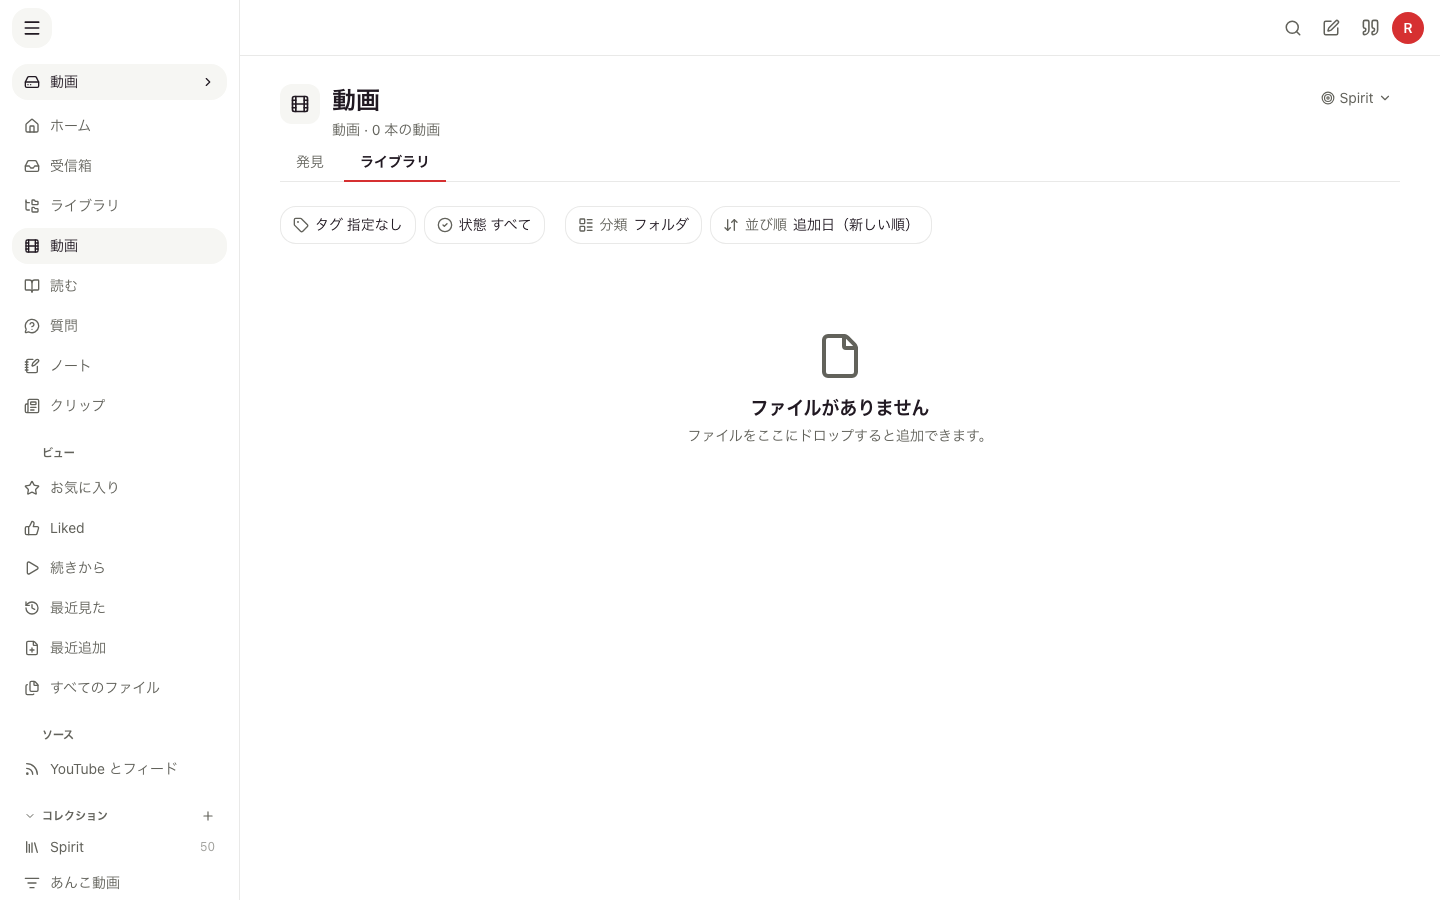 R
動画
ホーム
受信箱
ライブラリ
動画
読む
質問
ノート
クリップ
ビュー
お気に入り
Liked
続きから
最近見た
最近追加
すべてのファイル
ソース
YouTube とフィード
コレクション
Spirit 50
あんこ動画
動画
動画 · 0 本の動画
Spirit
発見 ライブラリ
タグ 指定なし 状態 すべて 分類 フォルダ 並び順 追加日（新しい順）
ファイルがありません
ファイルをここにドロップすると追加できます。